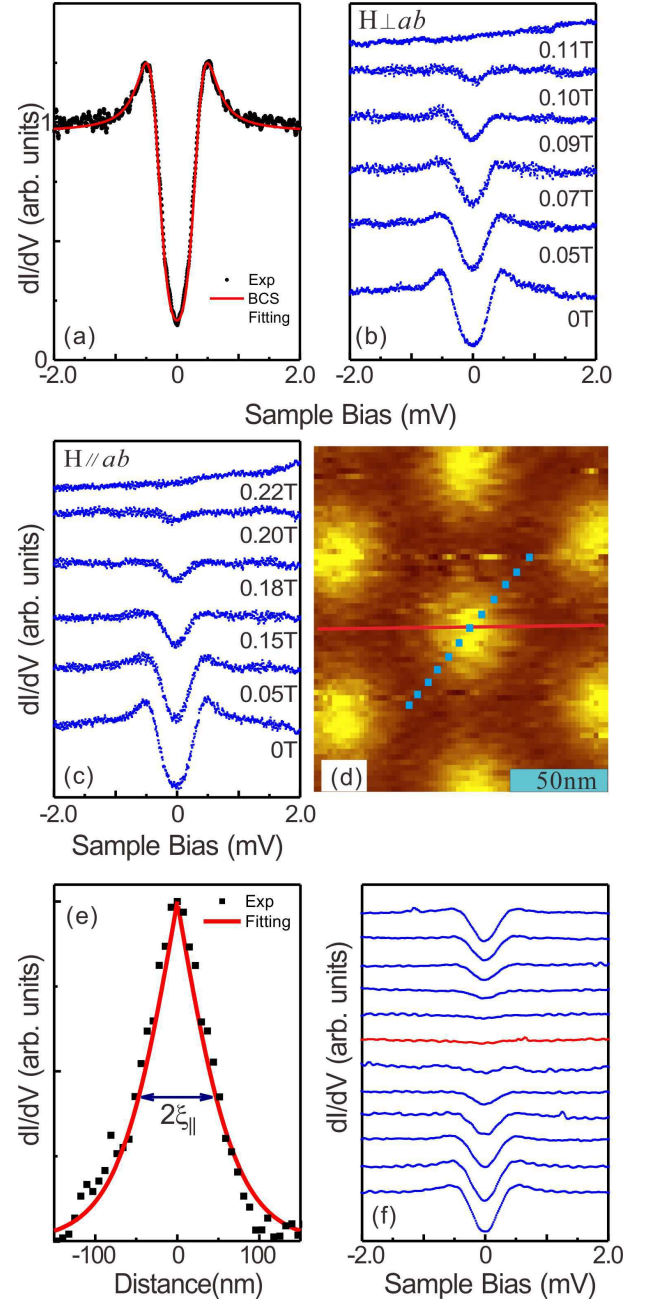 (a)
dI/dV (arb. units)
1
0
Exp
BCS
Fitting
-2.0
0
2.0
(b)
H⊥ab
0.11T
0.10T
0.09T
0.07T
0.05T
0T
-2.0
0
2.0
Sample Bias (mV)
(c)
H//ab
dI/dV (arb. units)
0.22T
0.20T
0.18T
0.15T
0.05T
0T
-2.0
0
2.0
Sample Bias (mV)
(d)
50nm
(e)
dI/dV (arb. units)
Exp
Fitting
2ξ||
-100
0
100
Distance(nm)
(f)
dI/dV (arb. units)
-2.0
0
2.0
Sample Bias (mV)